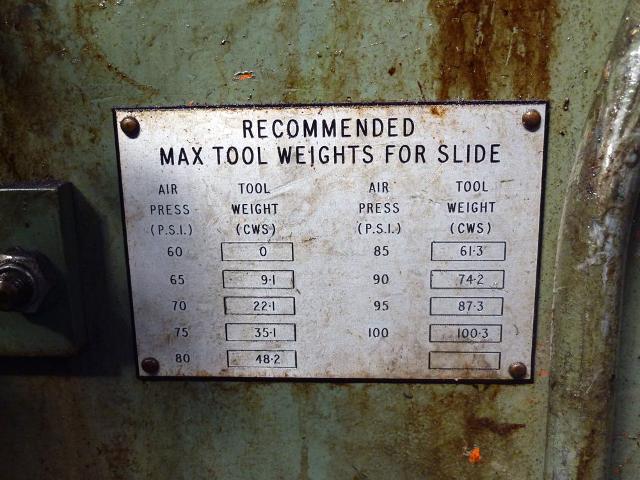 RECOMMENDED
MAX TOOL WEIGHTS FOR SLIDE
AIR TOOL AIR TOOL
PRESS WEIGHT PRESS WEIGHT
(P.S.I.) (CWS) (P.S.I.) (CWS)
60 0 85 61·3
65 9·1 90 74·2
70 22·1 95 87·3
75 35·1 100 100·3
80 48·2